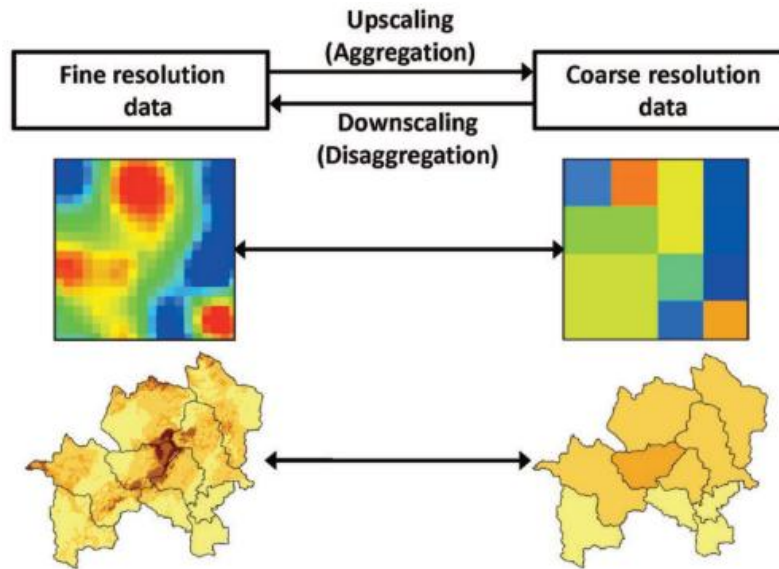 Upscaling
(Aggregation)
Fine resolution
data
Coarse resolution
data
Downscaling
(Disaggregation)